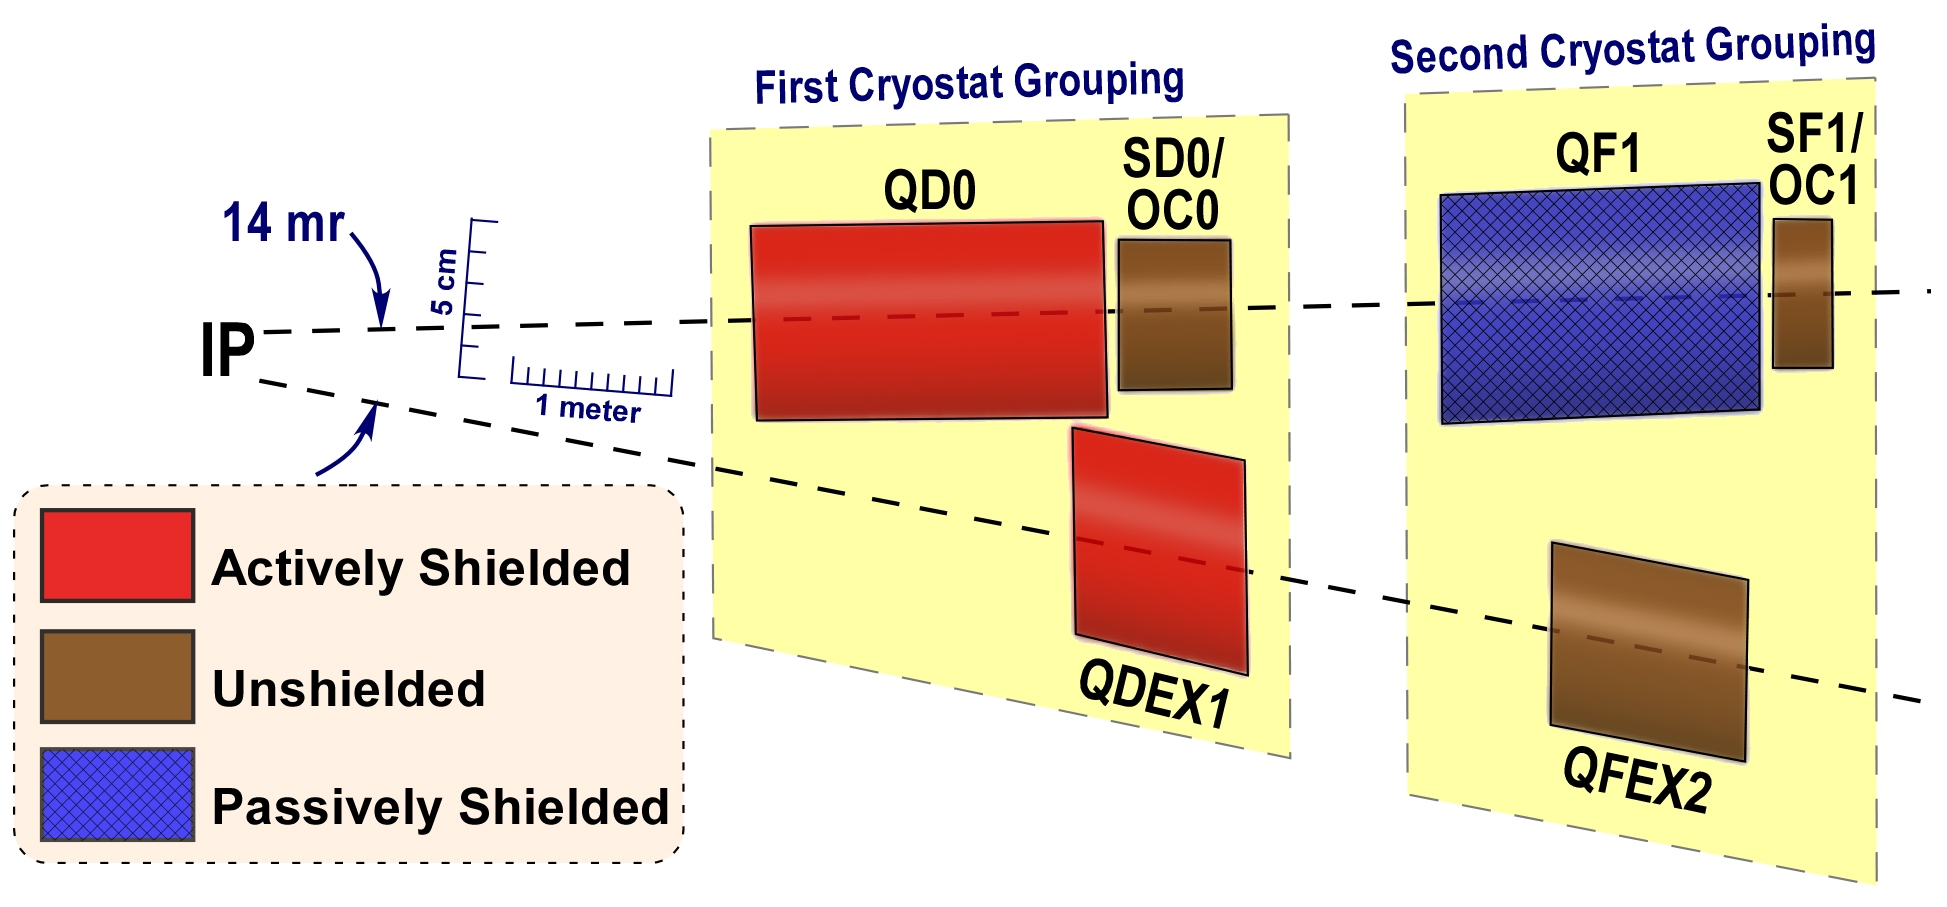 First Cryostat Grouping
Second Cryostat Grouping
QD0
SD0/
OC0
QF1
SF1/
OC1
14 mr
5 cm
IP
1 meter
QDEX1
QFEX2
Actively Shielded
Unshielded
Passively Shielded